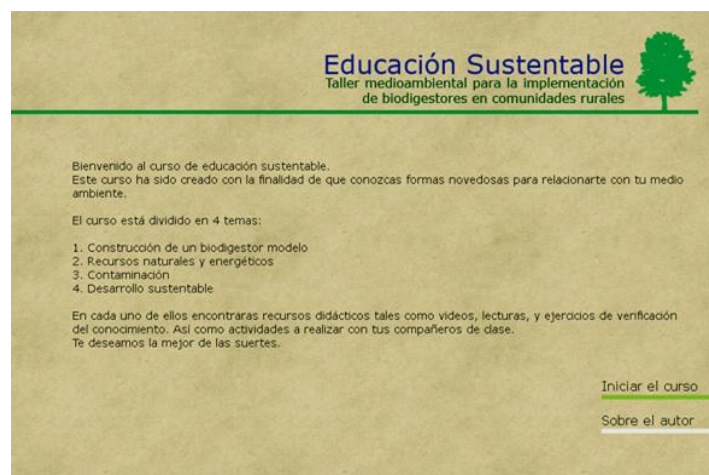 Educación Sustentable
Taller medioambiental para la implementación
de biodigestores en comunidades rurales
Bienvenido al curso de educación sustentable.
Este curso ha sido creado con la finalidad de que conozcas formas novedosas para relacionarte con tu medio
ambiente.
El curso está dividido en 4 temas:
1. Construcción de un biodigestor modelo
2. Recursos naturales y energéticos
3. Contaminación
4. Desarrollo sustentable
En cada uno de ellos encontraras recursos didácticos tales como videos, lecturas, y ejercicios de verificación
del conocimiento. Así como actividades a realizar con tus compañeros de clase.
Te deseamos la mejor de las suertes.
Iniciar el curso
Sobre el autor